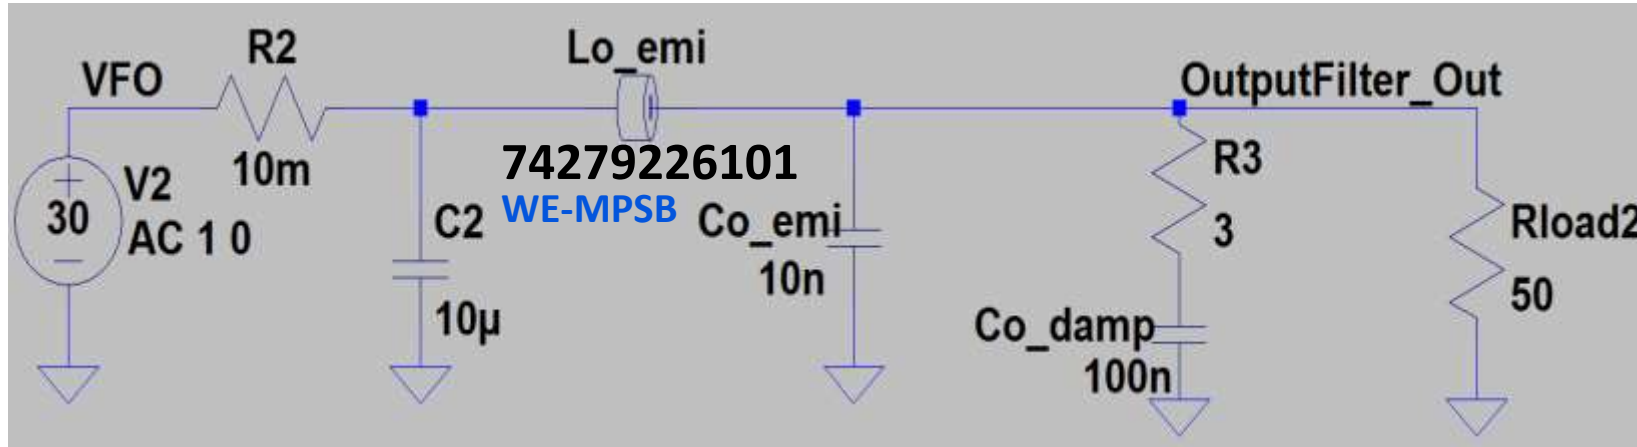 VFO
R2
10m
V2
30
AC 1 0
C2
10µ
Lo_emi
74279226101
WE-MPSB
Co_emi
10n
OutputFilter_Out
R3
3
Co_damp
100n
Rload2
50